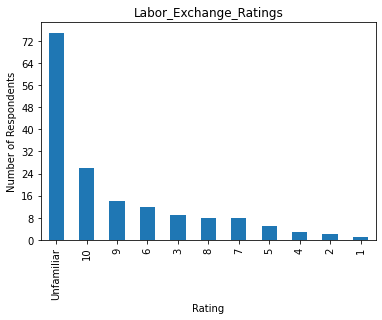 Labor_Exchange_Ratings
Number of Respondents
72
64
56
48
40
32
24
16
8
0
Unfamiliar 10 9 6 3 8 7 5 4 2 1
Rating